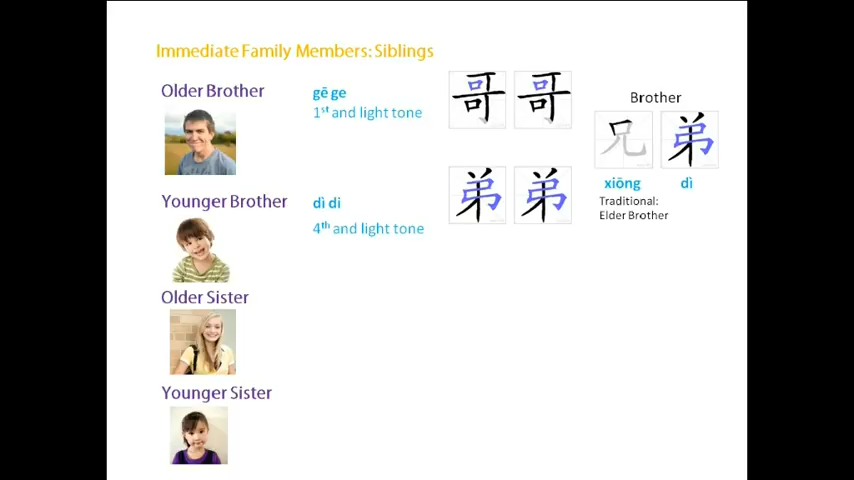 Immediate Family Members: Siblings
Older Brother
gē ge
1st and light tone
哥哥
Brother
兄弟
xiōng dì
Traditional:
Elder Brother
Younger Brother
dì di
4th and light tone
弟弟
Older Sister
Younger Sister